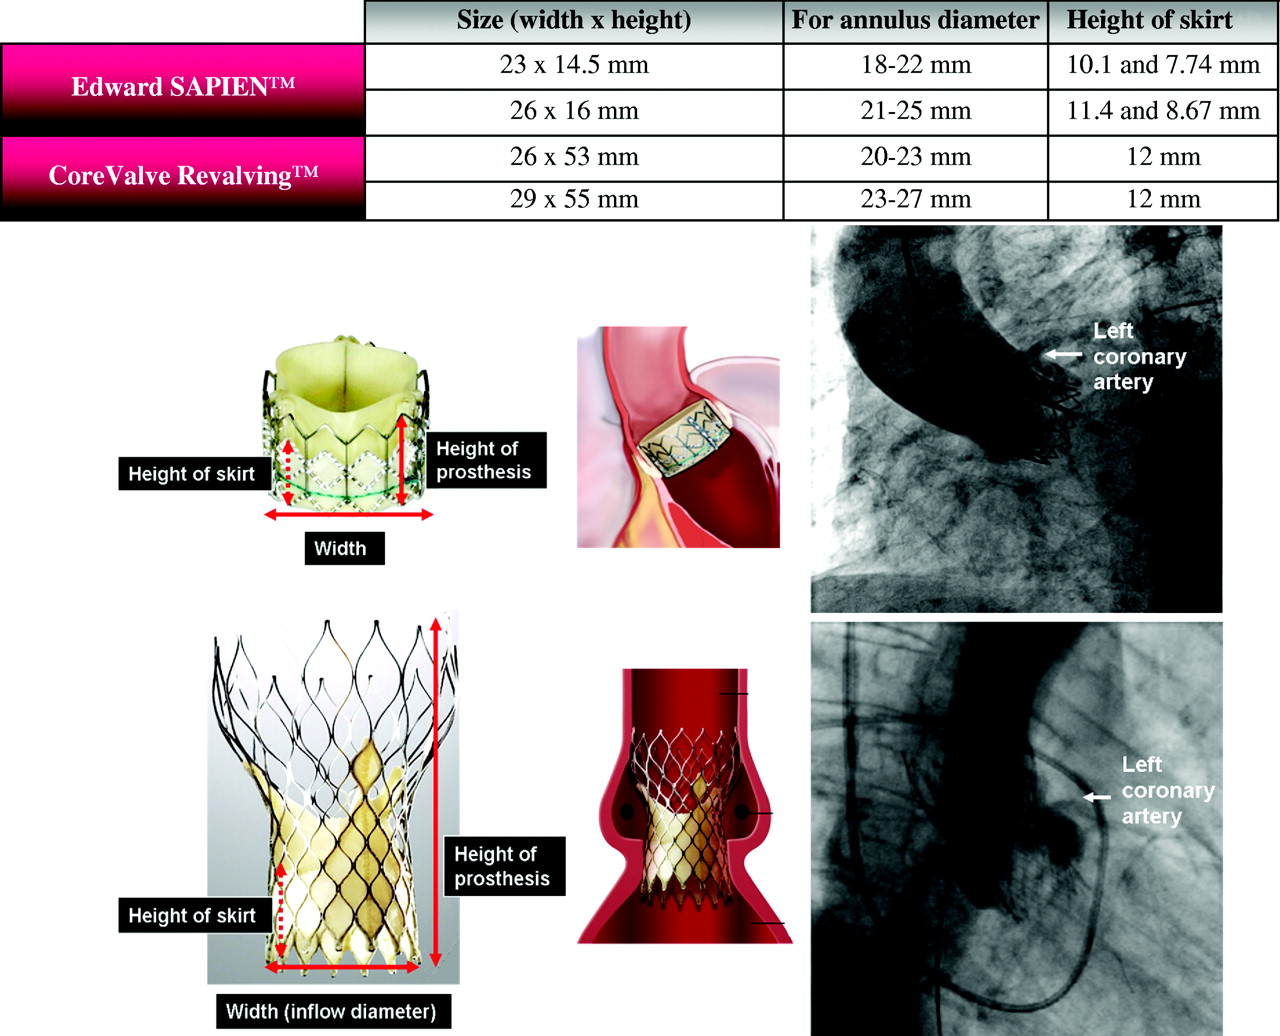 Size (width x height) For annulus diameter Height of skirt
Edward SAPIEN™ 23 x 14.5 mm 18-22 mm 10.1 and 7.74 mm
26 x 16 mm 21-25 mm 11.4 and 8.67 mm
CoreValve Revalving™ 26 x 53 mm 20-23 mm 12 mm
29 x 55 mm 23-27 mm 12 mm
Left
coronary
artery
Height of
prosthesis
Height of skirt
Width
Left
coronary
artery
Height of
prosthesis
Height of skirt
Width (inflow diameter)